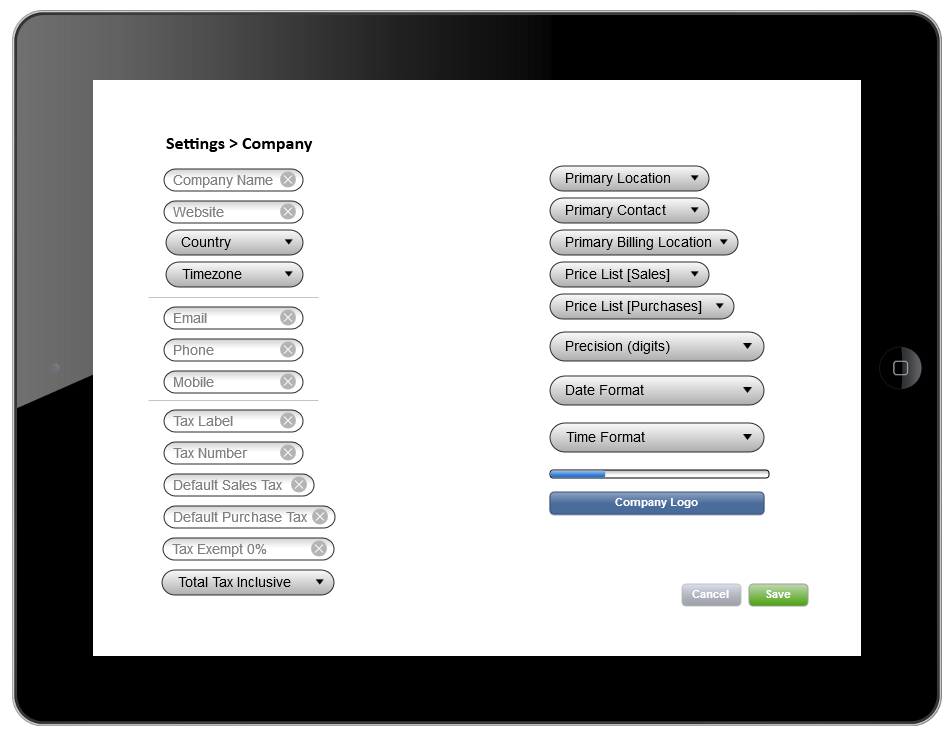 Settings > Company
Company Name
Website
Country
Timezone
Email
Phone
Mobile
Tax Label
Tax Number
Default Sales Tax
Default Purchase Tax
Tax Exempt 0%
Total Tax Inclusive
Primary Location
Primary Contact
Primary Billing Location
Price List [Sales]
Price List [Purchases]
Precision (digits)
Date Format
Time Format
Company Logo
Cancel
Save